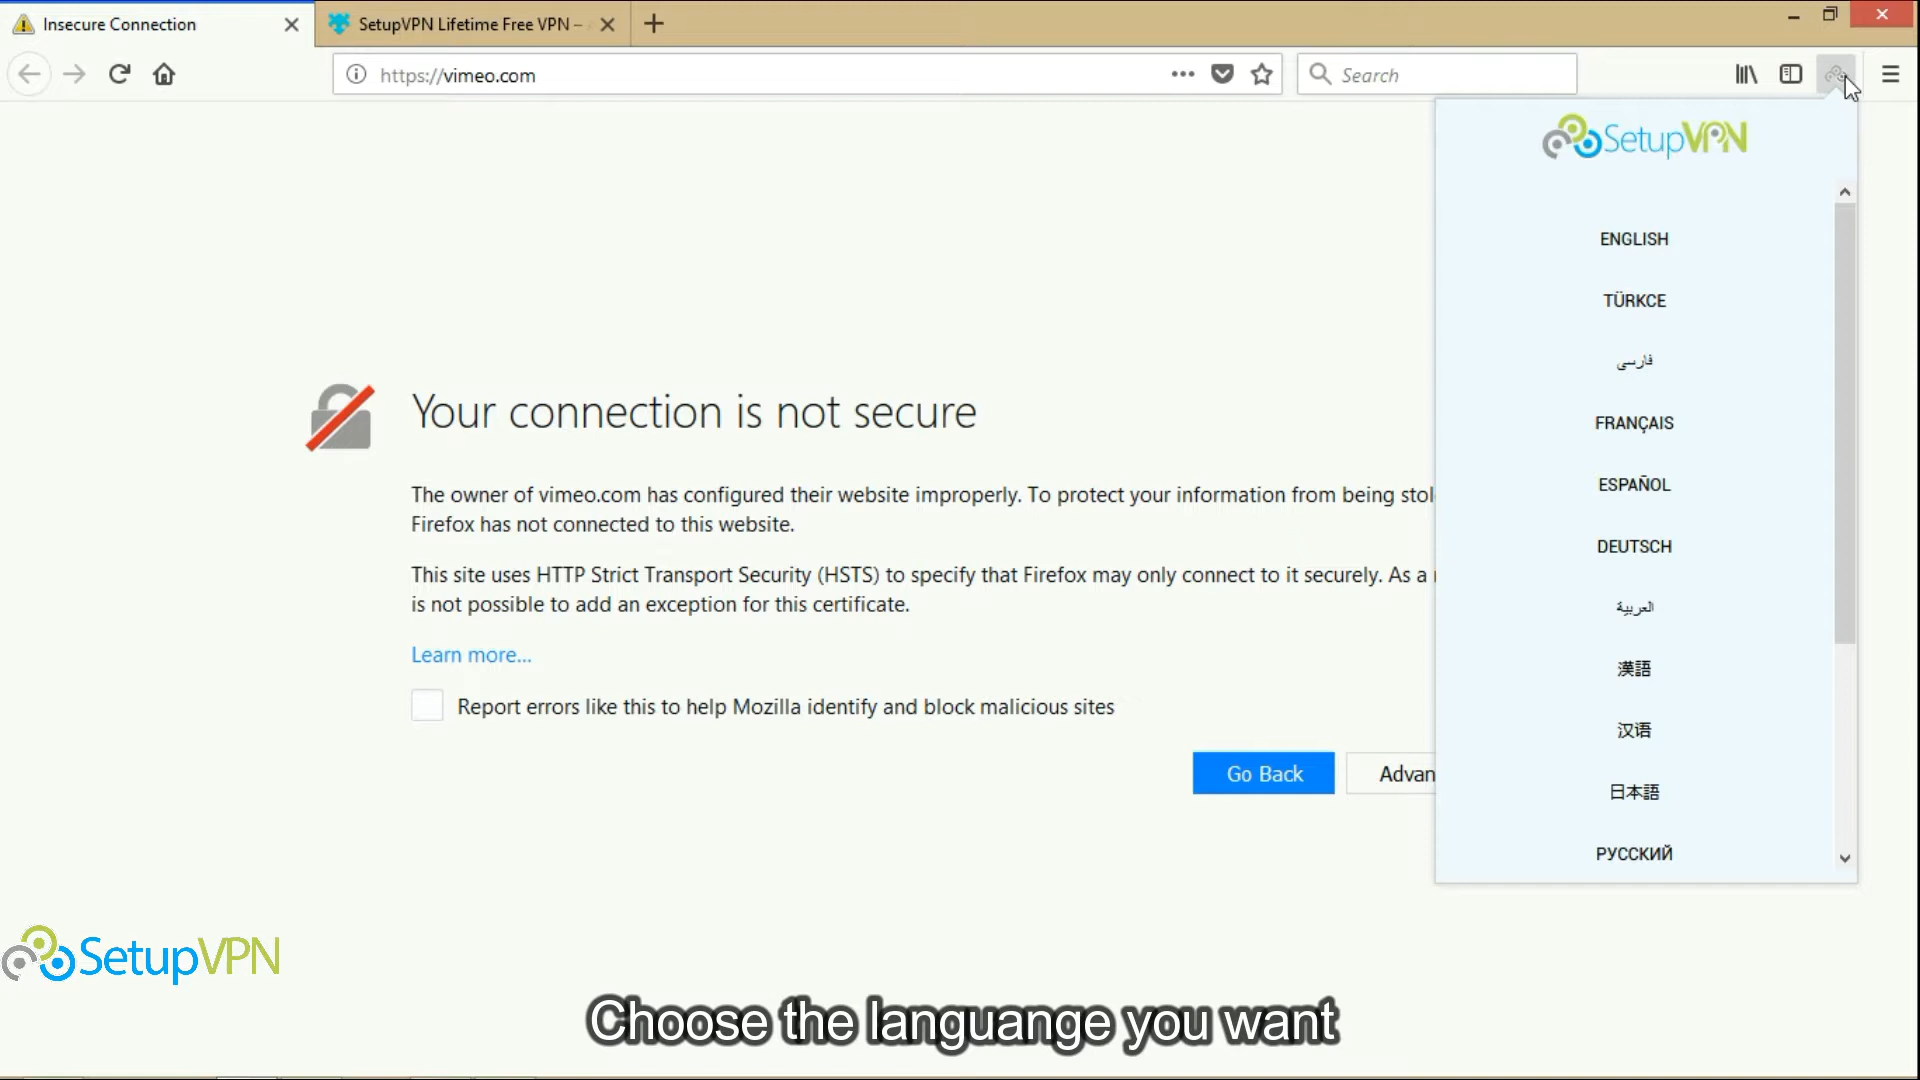 Insecure Connection
SetupVPN Lifetime Free VPN –
https://vimeo.com
Search
SetupVPN
ENGLISH
TÜRKCE
فارسی
FRANÇAIS
ESPAÑOL
DEUTSCH
العربية
漢語
汉语
日本語
РУССКИЙ
Your connection is not secure
The owner of vimeo.com has configured their website improperly. To protect your information from being stol
Firefox has not connected to this website.
This site uses HTTP Strict Transport Security (HSTS) to specify that Firefox may only connect to it securely. As a
is not possible to add an exception for this certificate.
Learn more...
Report errors like this to help Mozilla identify and block malicious sites
Go Back
Advan
SetupVPN
Choose the languange you want